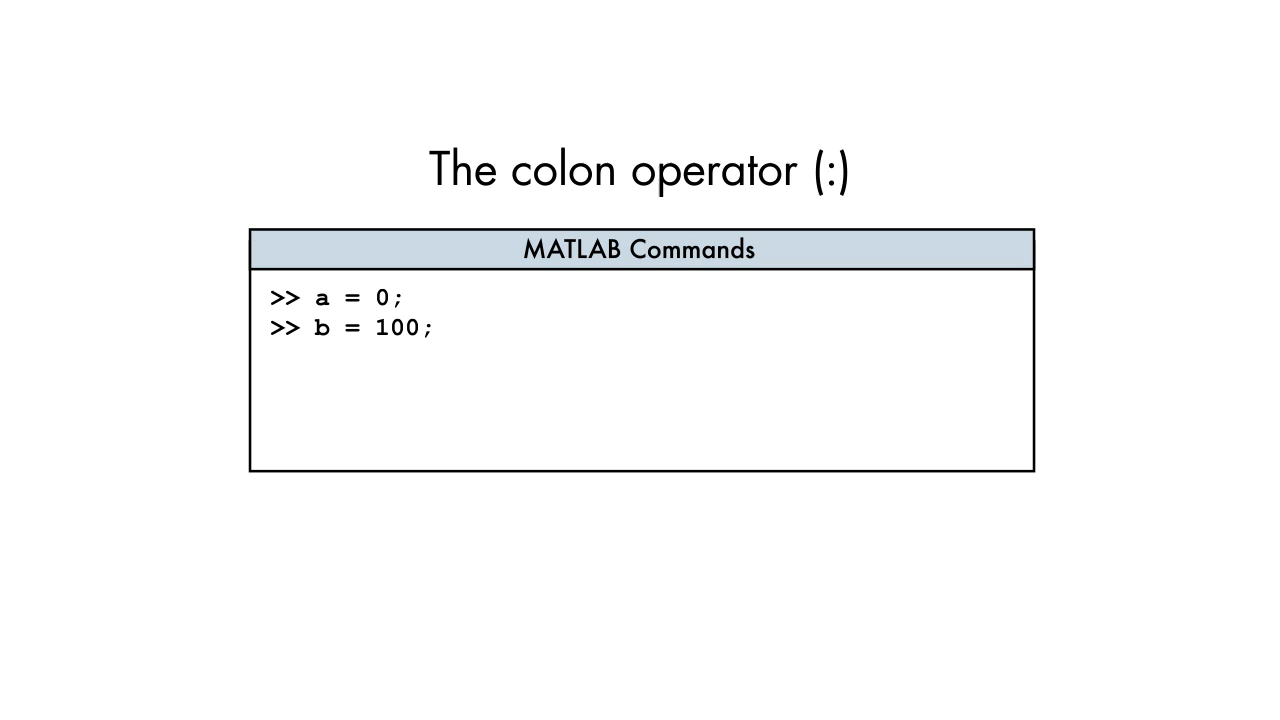 The colon operator (:)
MATLAB Commands
>> a = 0;
>> b = 100;